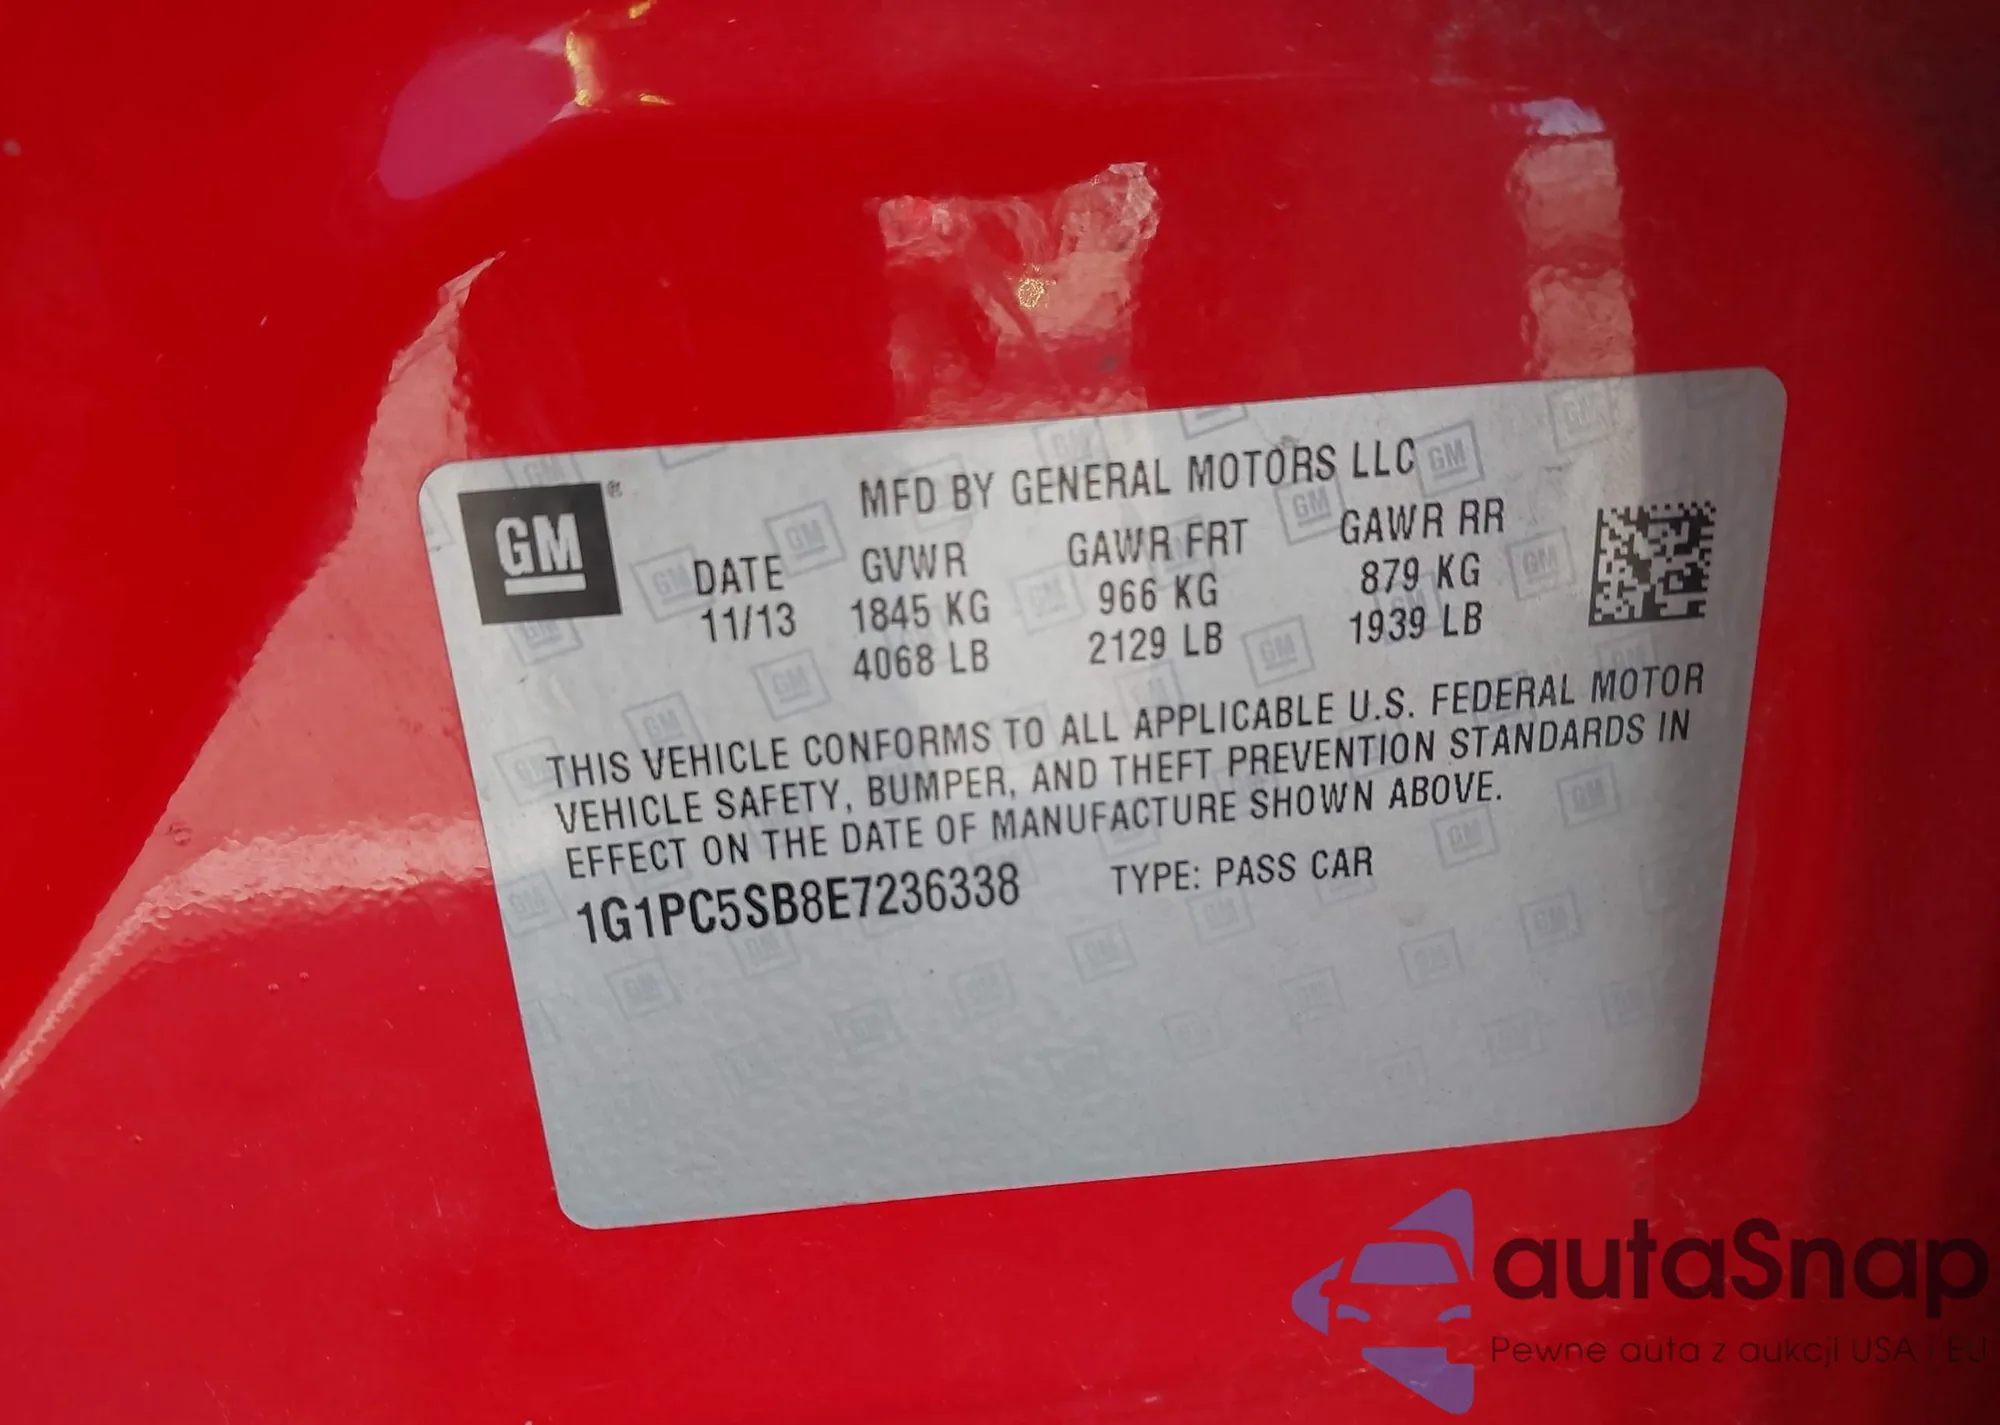 GM®
MFD BY GENERAL MOTORS LLC
DATE GVWR GAWR FRT GAWR RR
11/13 1845 KG 966 KG 879 KG
4068 LB 2129 LB 1939 LB
THIS VEHICLE CONFORMS TO ALL APPLICABLE U.S. FEDERAL MOTOR
VEHICLE SAFETY, BUMPER, AND THEFT PREVENTION STANDARDS IN
EFFECT ON THE DATE OF MANUFACTURE SHOWN ABOVE.
1G1PC5SB8E7236338 TYPE: PASS CAR
autaSnap
Pewne auta z aukcji USA i EU